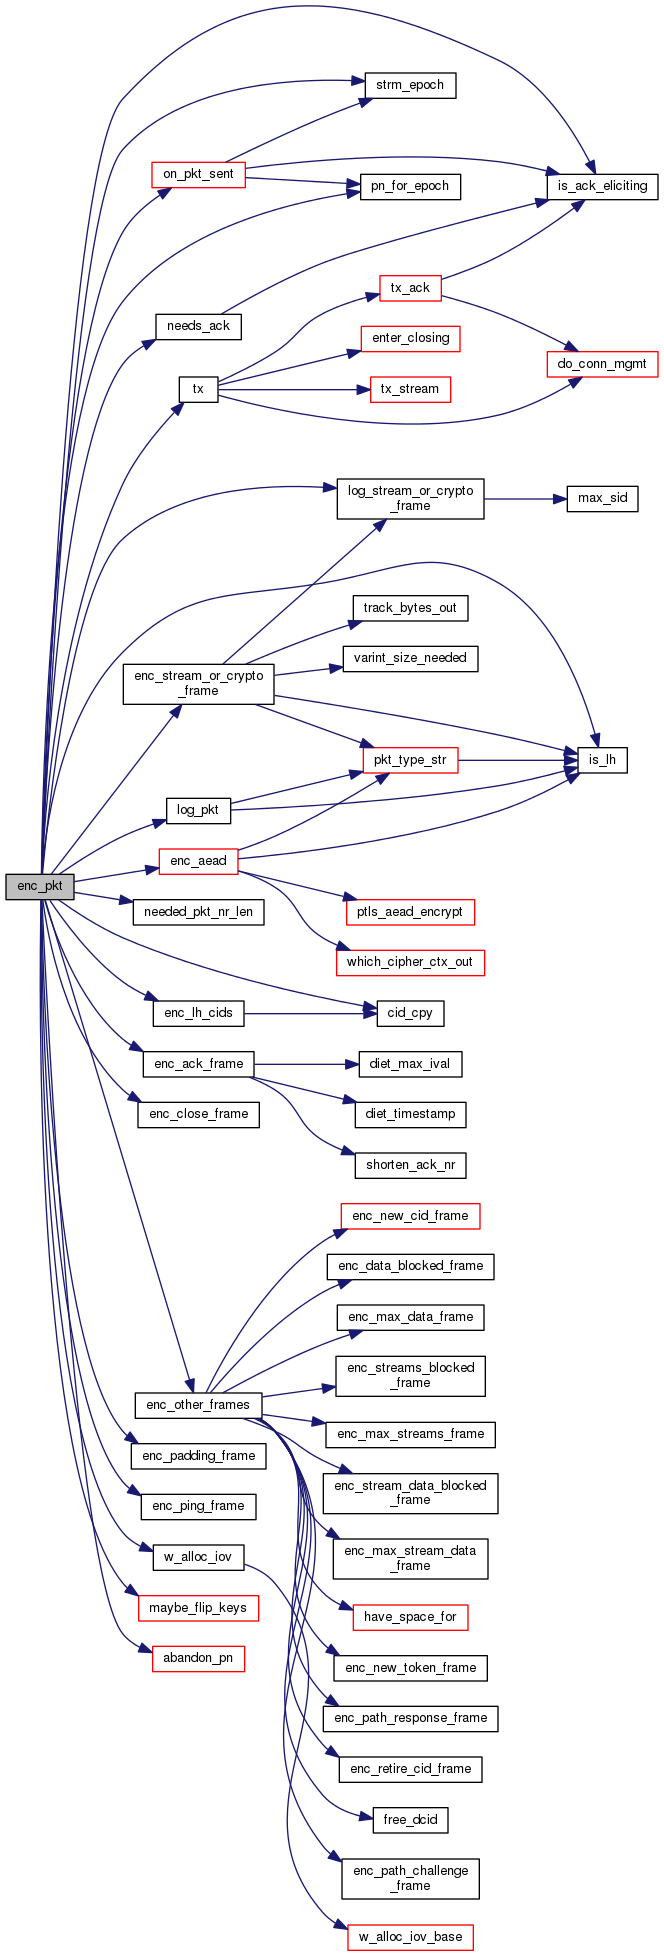 strm_epoch
on_pkt_sent
pn_for_epoch
is_ack_eliciting
tx_ack
needs_ack
enter_closing
do_conn_mgmt
tx
tx_stream
log_stream_or_crypto
_frame
max_sid
track_bytes_out
varint_size_needed
enc_stream_or_crypto
_frame
pkt_type_str
is_lh
log_pkt
enc_aead
enc_pkt
needed_pkt_nr_len
ptls_aead_encrypt
which_cipher_ctx_out
enc_lh_cids
cid_cpy
enc_ack_frame
diet_max_ival
enc_close_frame
diet_timestamp
shorten_ack_nr
enc_new_cid_frame
enc_data_blocked_frame
enc_max_data_frame
enc_streams_blocked
_frame
enc_other_frames
enc_max_streams_frame
enc_padding_frame
enc_stream_data_blocked
_frame
enc_ping_frame
enc_max_stream_data
_frame
w_alloc_iov
maybe_flip_keys
have_space_for
abandon_pn
enc_new_token_frame
enc_path_response_frame
enc_retire_cid_frame
free_dcid
enc_path_challenge
_frame
w_alloc_iov_base